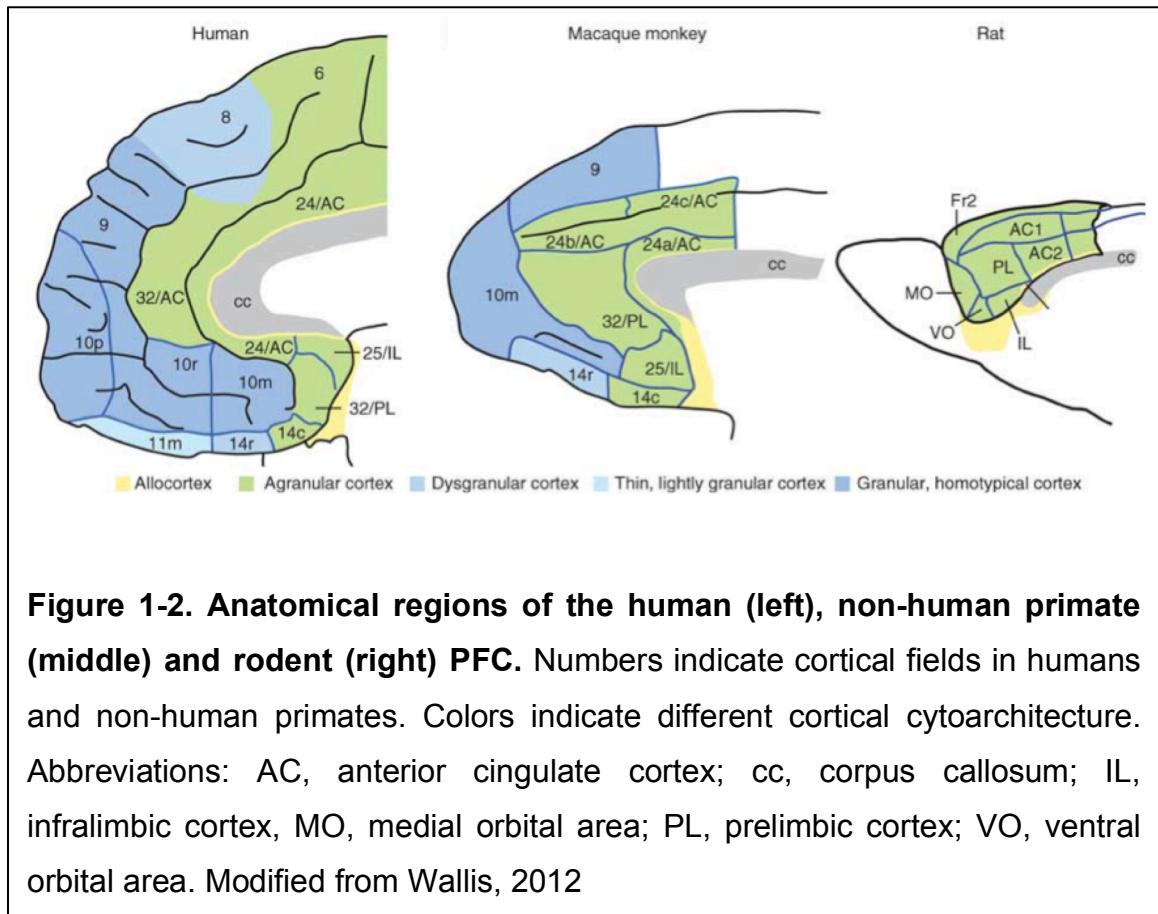 Human
Macaque monkey
Rat
6
8
9
24/AC
32/AC
cc
10p
10r
10m
24/AC
25/IL
32/PL
11m
14r
14c
9
24c/AC
24b/AC
24a/AC
cc
10m
32/PL
14r
25/IL
14c
Fr2
AC1
AC2
PL
cc
MO
VO
IL
Allocortex Agranular cortex Dysgranular cortex Thin, lightly granular cortex Granular, homotypical cortex
Figure 1-2. Anatomical regions of the human (left), non-human primate
(middle) and rodent (right) PFC. Numbers indicate cortical fields in humans
and non-human primates. Colors indicate different cortical cytoarchitecture.
Abbreviations: AC, anterior cingulate cortex; cc, corpus callosum; IL,
infralimbic cortex, MO, medial orbital area; PL, prelimbic cortex; VO, ventral
orbital area. Modified from Wallis, 2012